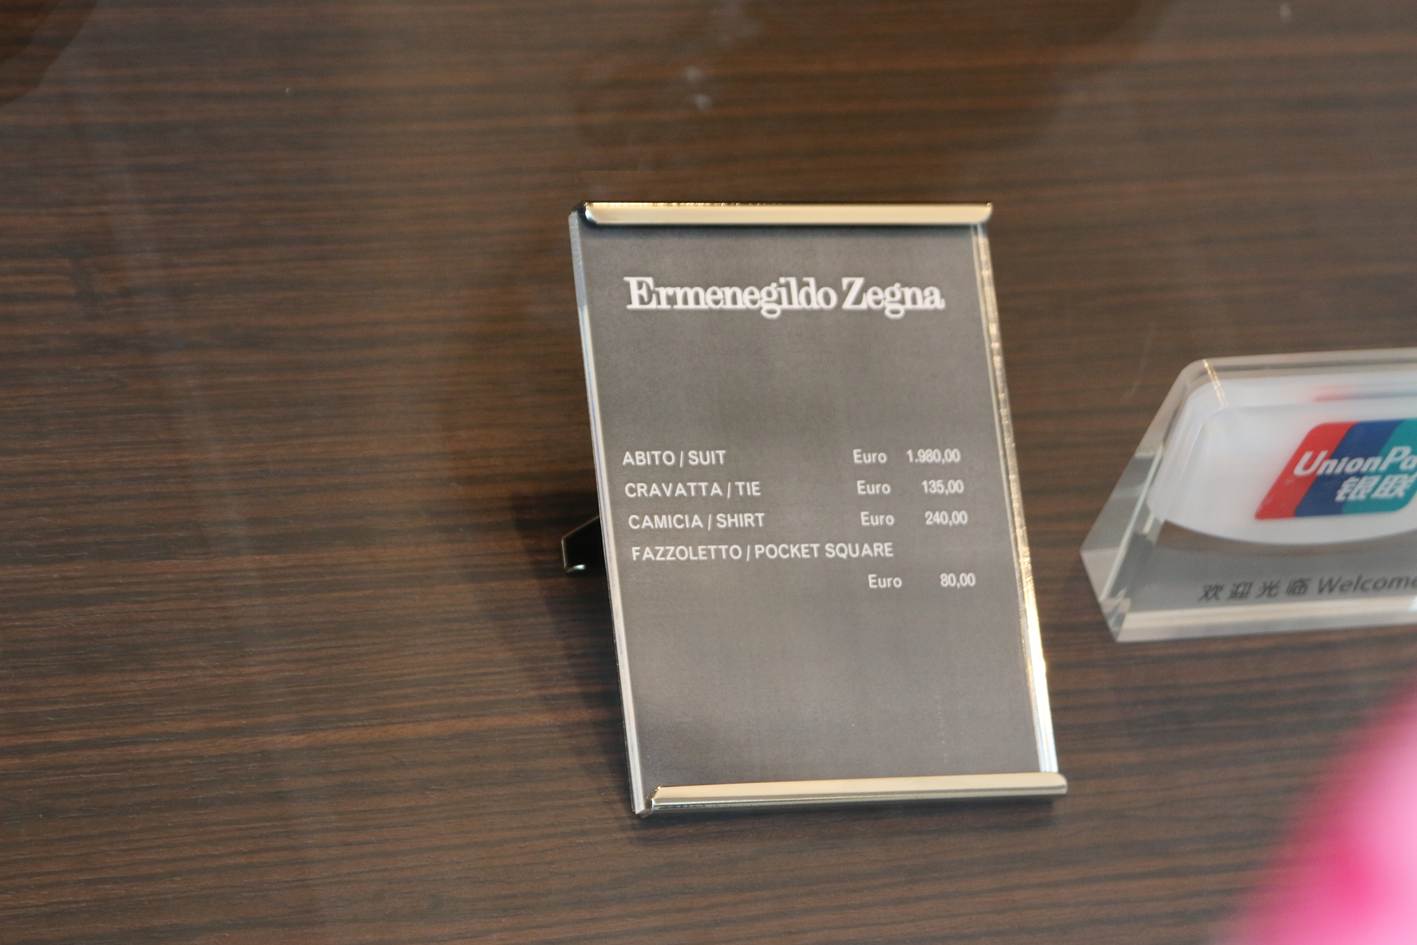 Ermenegildo Zegna
ABITO / SUIT Euro 1.980,00
CRAVATTA / TIE Euro 135,00
CAMICIA / SHIRT Euro 240,00
FAZZOLETTO / POCKET SQUARE
Euro 80,00
银联
欢迎光临 Welcome